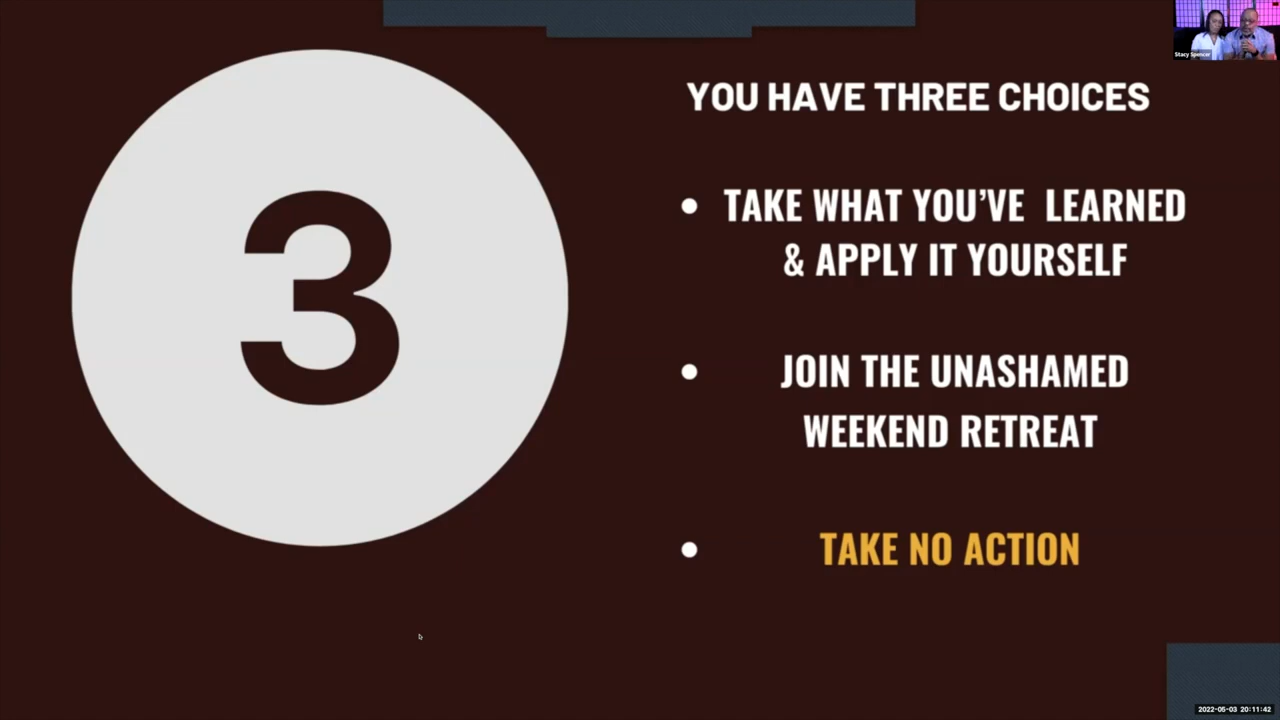 Stacy Spencer
3
YOU HAVE THREE CHOICES
• TAKE WHAT YOU’VE LEARNED
& APPLY IT YOURSELF
• JOIN THE UNASHAMED
WEEKEND RETREAT
• TAKE NO ACTION
2022-05-03 20:11:42